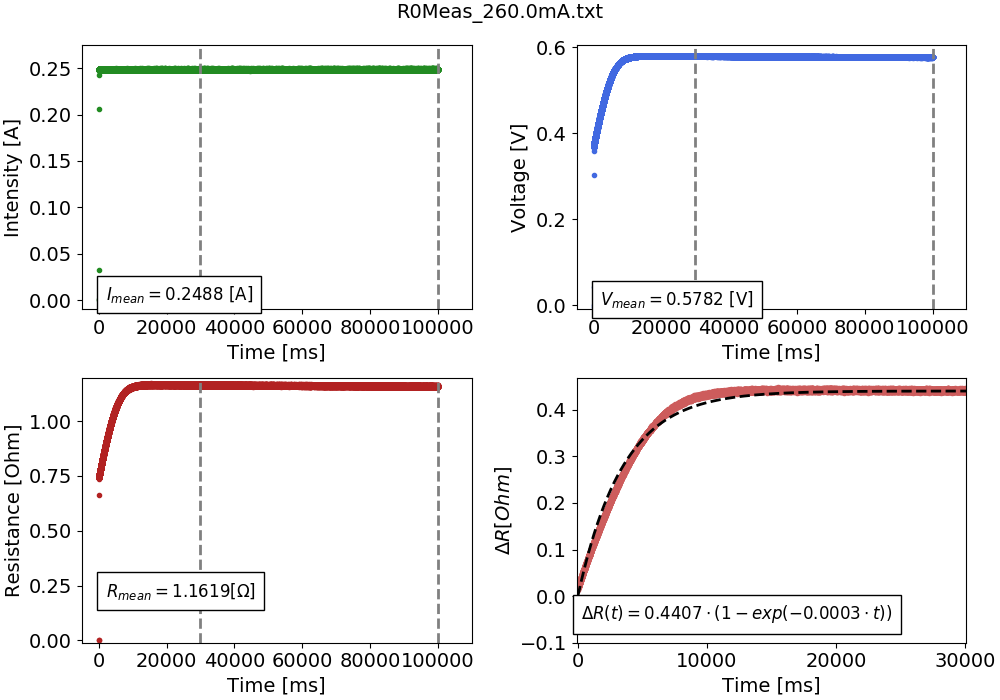 R0Meas_260.0mA.txt
Intensity [A]
0.25
0.20
0.15
0.10
0.05
0.00
I_mean = 0.2488 [A]
0 20000 40000 60000 80000 100000
Time [ms]
Voltage [V]
0.6
0.4
0.2
0.0
V_mean = 0.5782 [V]
0 20000 40000 60000 80000 100000
Time [ms]
Resistance [Ohm]
1.00
0.75
0.50
0.25
0.00
R_mean = 1.1619[Ω]
0 20000 40000 60000 80000 100000
Time [ms]
ΔR[Ohm]
0.4
0.3
0.2
0.1
0.0
−0.1
ΔR(t) = 0.4407 · (1 − exp(−0.0003 · t))
0 10000 20000 30000
Time [ms]